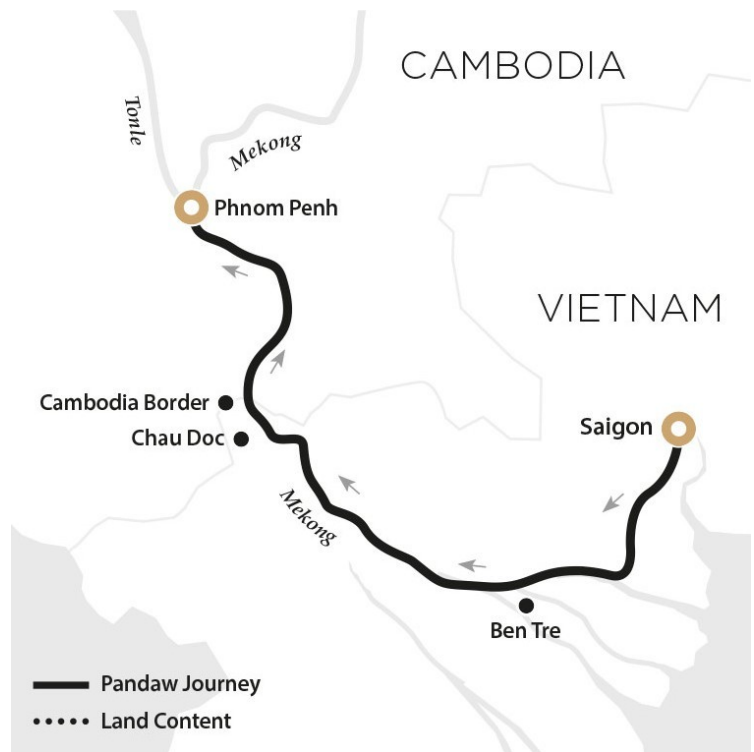 CAMBODIA
Tonle
Mekong
Phnom Penh
VIETNAM
Cambodia Border
Chau Doc
Saigon
Mekong
Ben Tre
Pandaw Journey
Land Content